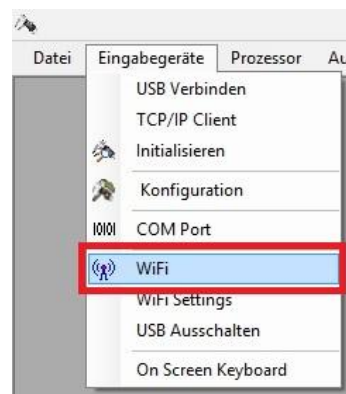 Datei Eingabegeräte Prozessor Au
USB Verbinden
TCP/IP Client
Initialisieren
Konfiguration
COM Port
WiFi
WiFi Settings
USB Ausschalten
On Screen Keyboard